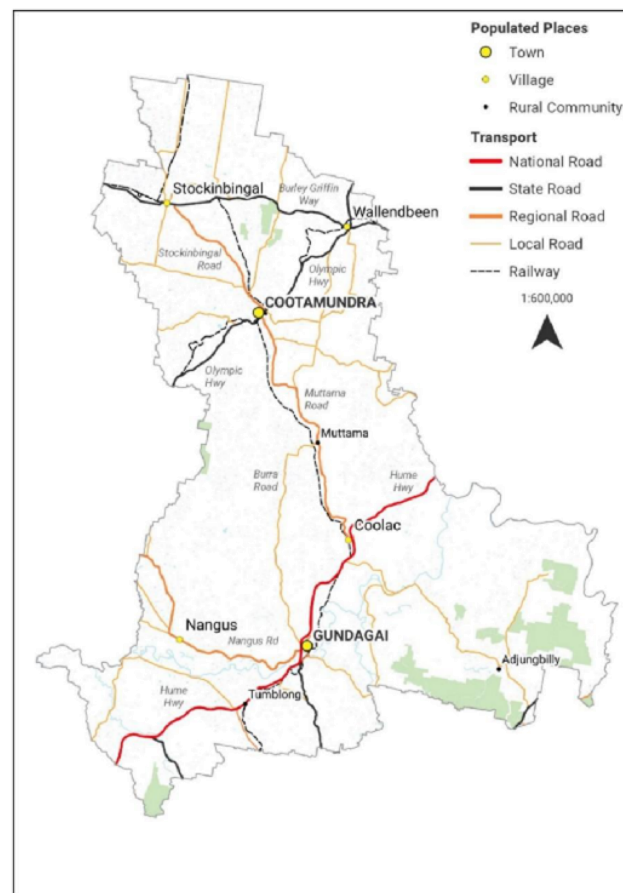 Populated Places
Town
Village
Rural Community
Transport
National Road
State Road
Regional Road
Local Road
Railway
1:600,000
Stockinbingal
Burley Griffin
Way
Wallendbeen
Stockinbingal
Road
Olympic
Hwy
COOTAMUNDRA
Olympic
Hwy
Muttama
Road
Muttama
Burra
Road
Hume
Hwy
Coolac
Nangus
Nangus Rd
GUNDAGAI
Adjungbilly
Hume
Hwy
Tumblong